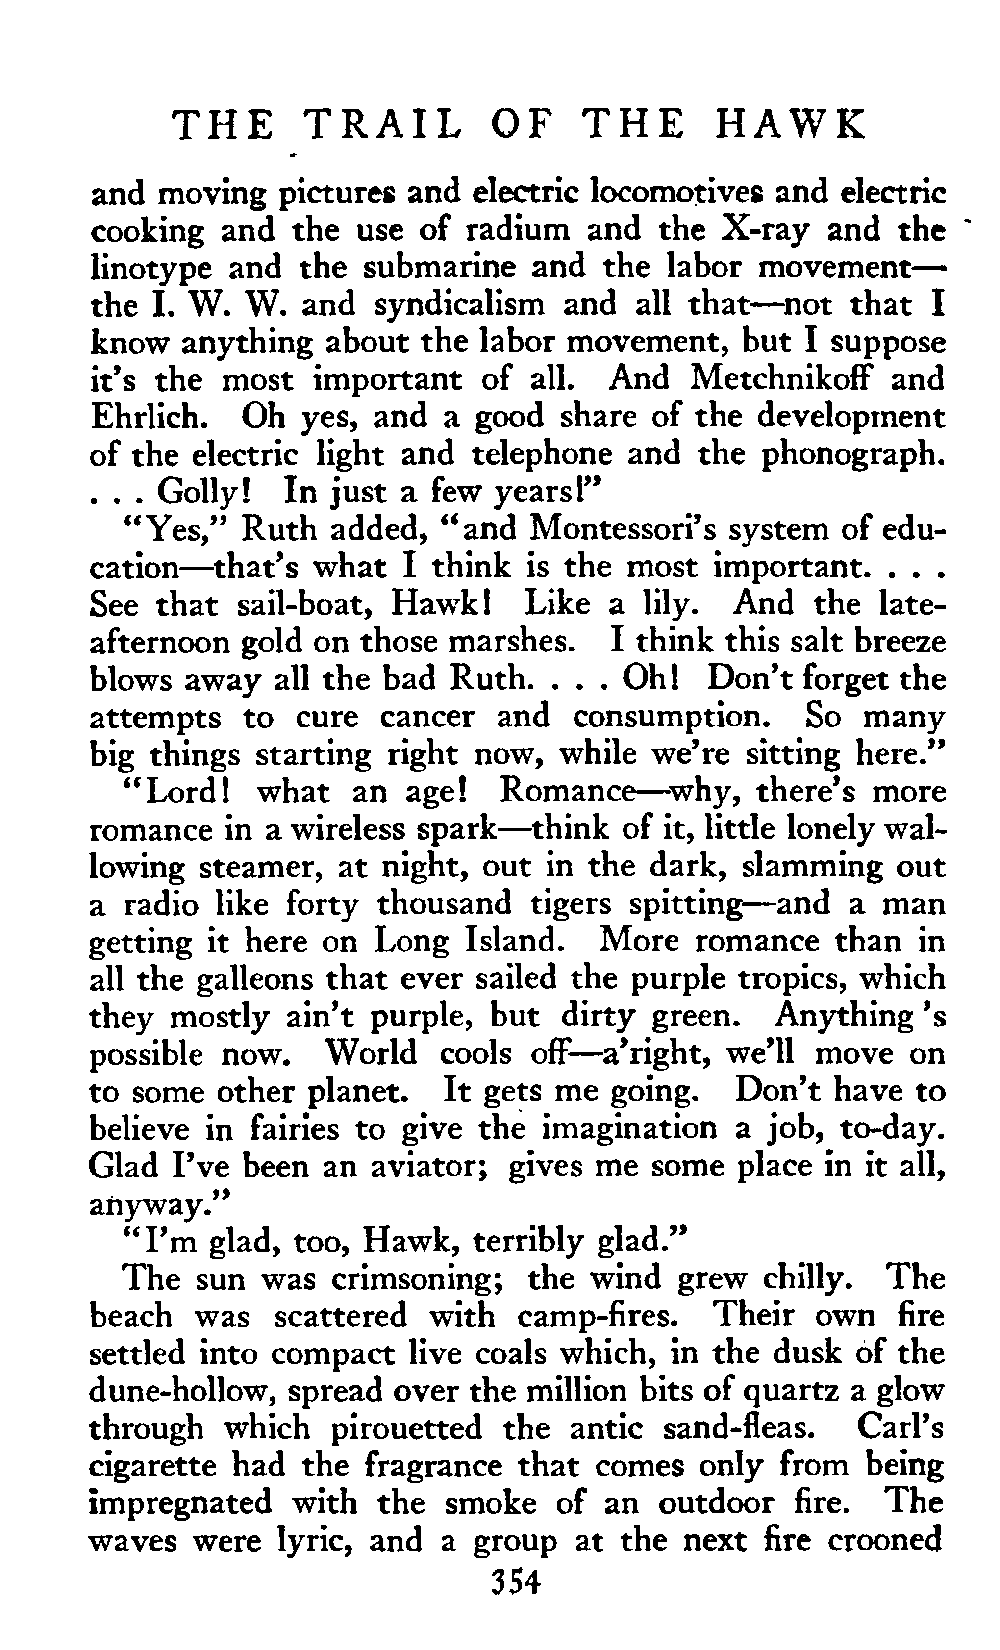 THE TRAIL OF THE HAWK
and moving pictures and electric locomotives and electric
cooking and the use of radium and the X-ray and the
linotype and the submarine and the labor movement—
the I. W. W. and syndicalism and all that—not that I
know anything about the labor movement, but I suppose
it's the most important of all. And Metchnikoff and
Ehrlich. Oh yes, and a good share of the development
of the electric light and telephone and the phonograph.
. . . Golly! In just a few years!"
"Yes," Ruth added, "and Montessori's system of edu-
cation—that's what I think is the most important. . . .
See that sail-boat, Hawk! Like a lily. And the late-
afternoon gold on those marshes. I think this salt breeze
blows away all the bad Ruth. . . . Oh! Don't forget the
attempts to cure cancer and consumption. So many
big things starting right now, while we're sitting here."
"Lord! what an age! Romance—why, there's more
romance in a wireless spark—think of it, little lonely wal-
lowing steamer, at night, out in the dark, slamming out
a radio like forty thousand tigers spitting—and a man
getting it here on Long Island. More romance than in
all the galleons that ever sailed the purple tropics, which
they mostly ain't purple, but dirty green. Anything 's
possible now. World cools off—a'right, we'll move on
to some other planet. It gets me going. Don't have to
believe in fairies to give the imagination a job, to-day.
Glad I've been an aviator; gives me some place in it all,
anyway."
"I'm glad, too, Hawk, terribly glad."
The sun was crimsoning; the wind grew chilly. The
beach was scattered with camp-fires. Their own fire
settled into compact live coals which, in the dusk of the
dune-hollow, spread over the million bits of quartz a glow
through which pirouetted the antic sand-fleas. Carl's
cigarette had the fragrance that comes only from being
impregnated with the smoke of an outdoor fire. The
waves were lyric, and a group at the next fire crooned
354